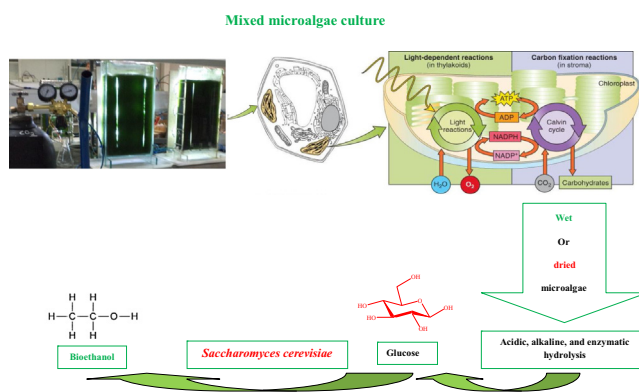 Mixed microalgae culture
Light-dependent reactions
(in thylakoids)
Carbon fixation reactions
(in stroma)
Chloroplast
ATP
ADP
Light
reactions
NADPH
Calvin
cycle
NADP⁺
H₂O
O₂
CO₂
Carbohydrates
Wet
Or
dried
microalgae
H H
H C C O H
H H
OH
HO
HO
O
OH
OH
Bioethanol
Saccharomyces cerevisiae
Glucose
Acidic, alkaline, and enzymatic
hydrolysis